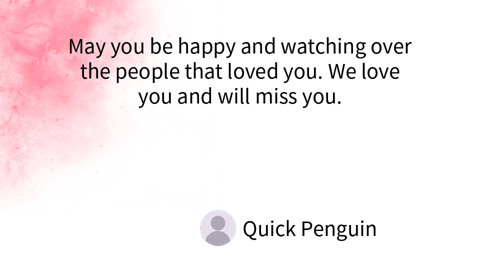 May you be happy and watching over
the people that loved you. We love
you and will miss you.
Quick Penguin